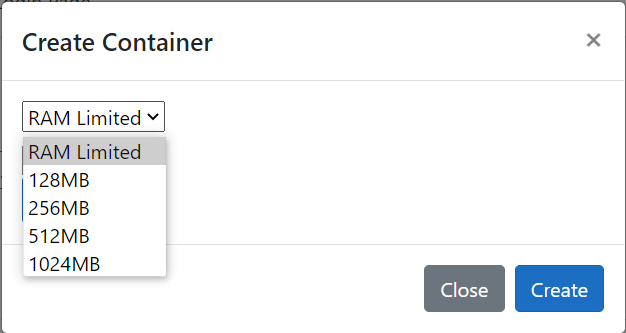 Create Container
×
RAM Limited
RAM Limited
128MB
256MB
512MB
1024MB
Close
Create